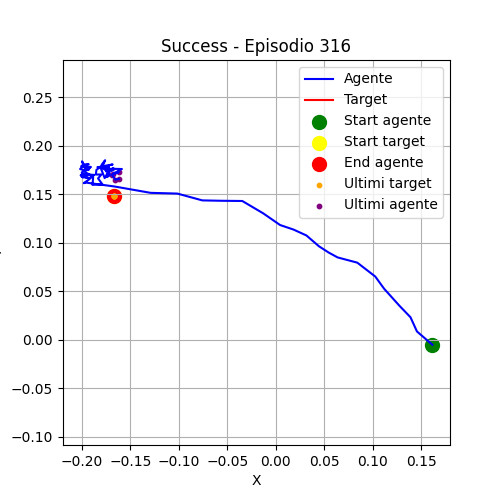 Success - Episodio 316
Agente
Target
Start agente
Start target
End agente
Ultimi target
Ultimi agente
0.25
0.20
0.15
0.10
0.05
0.00
−0.05
−0.10
−0.20 −0.15 −0.10 −0.05 0.00 0.05 0.10 0.15
X